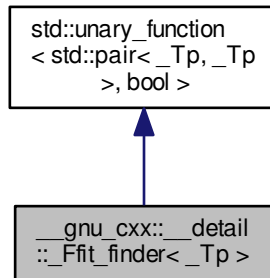 std::unary_function
< std::pair< _Tp, _Tp
>, bool >
__gnu_cxx::__detail
::_Ffit_finder< _Tp >